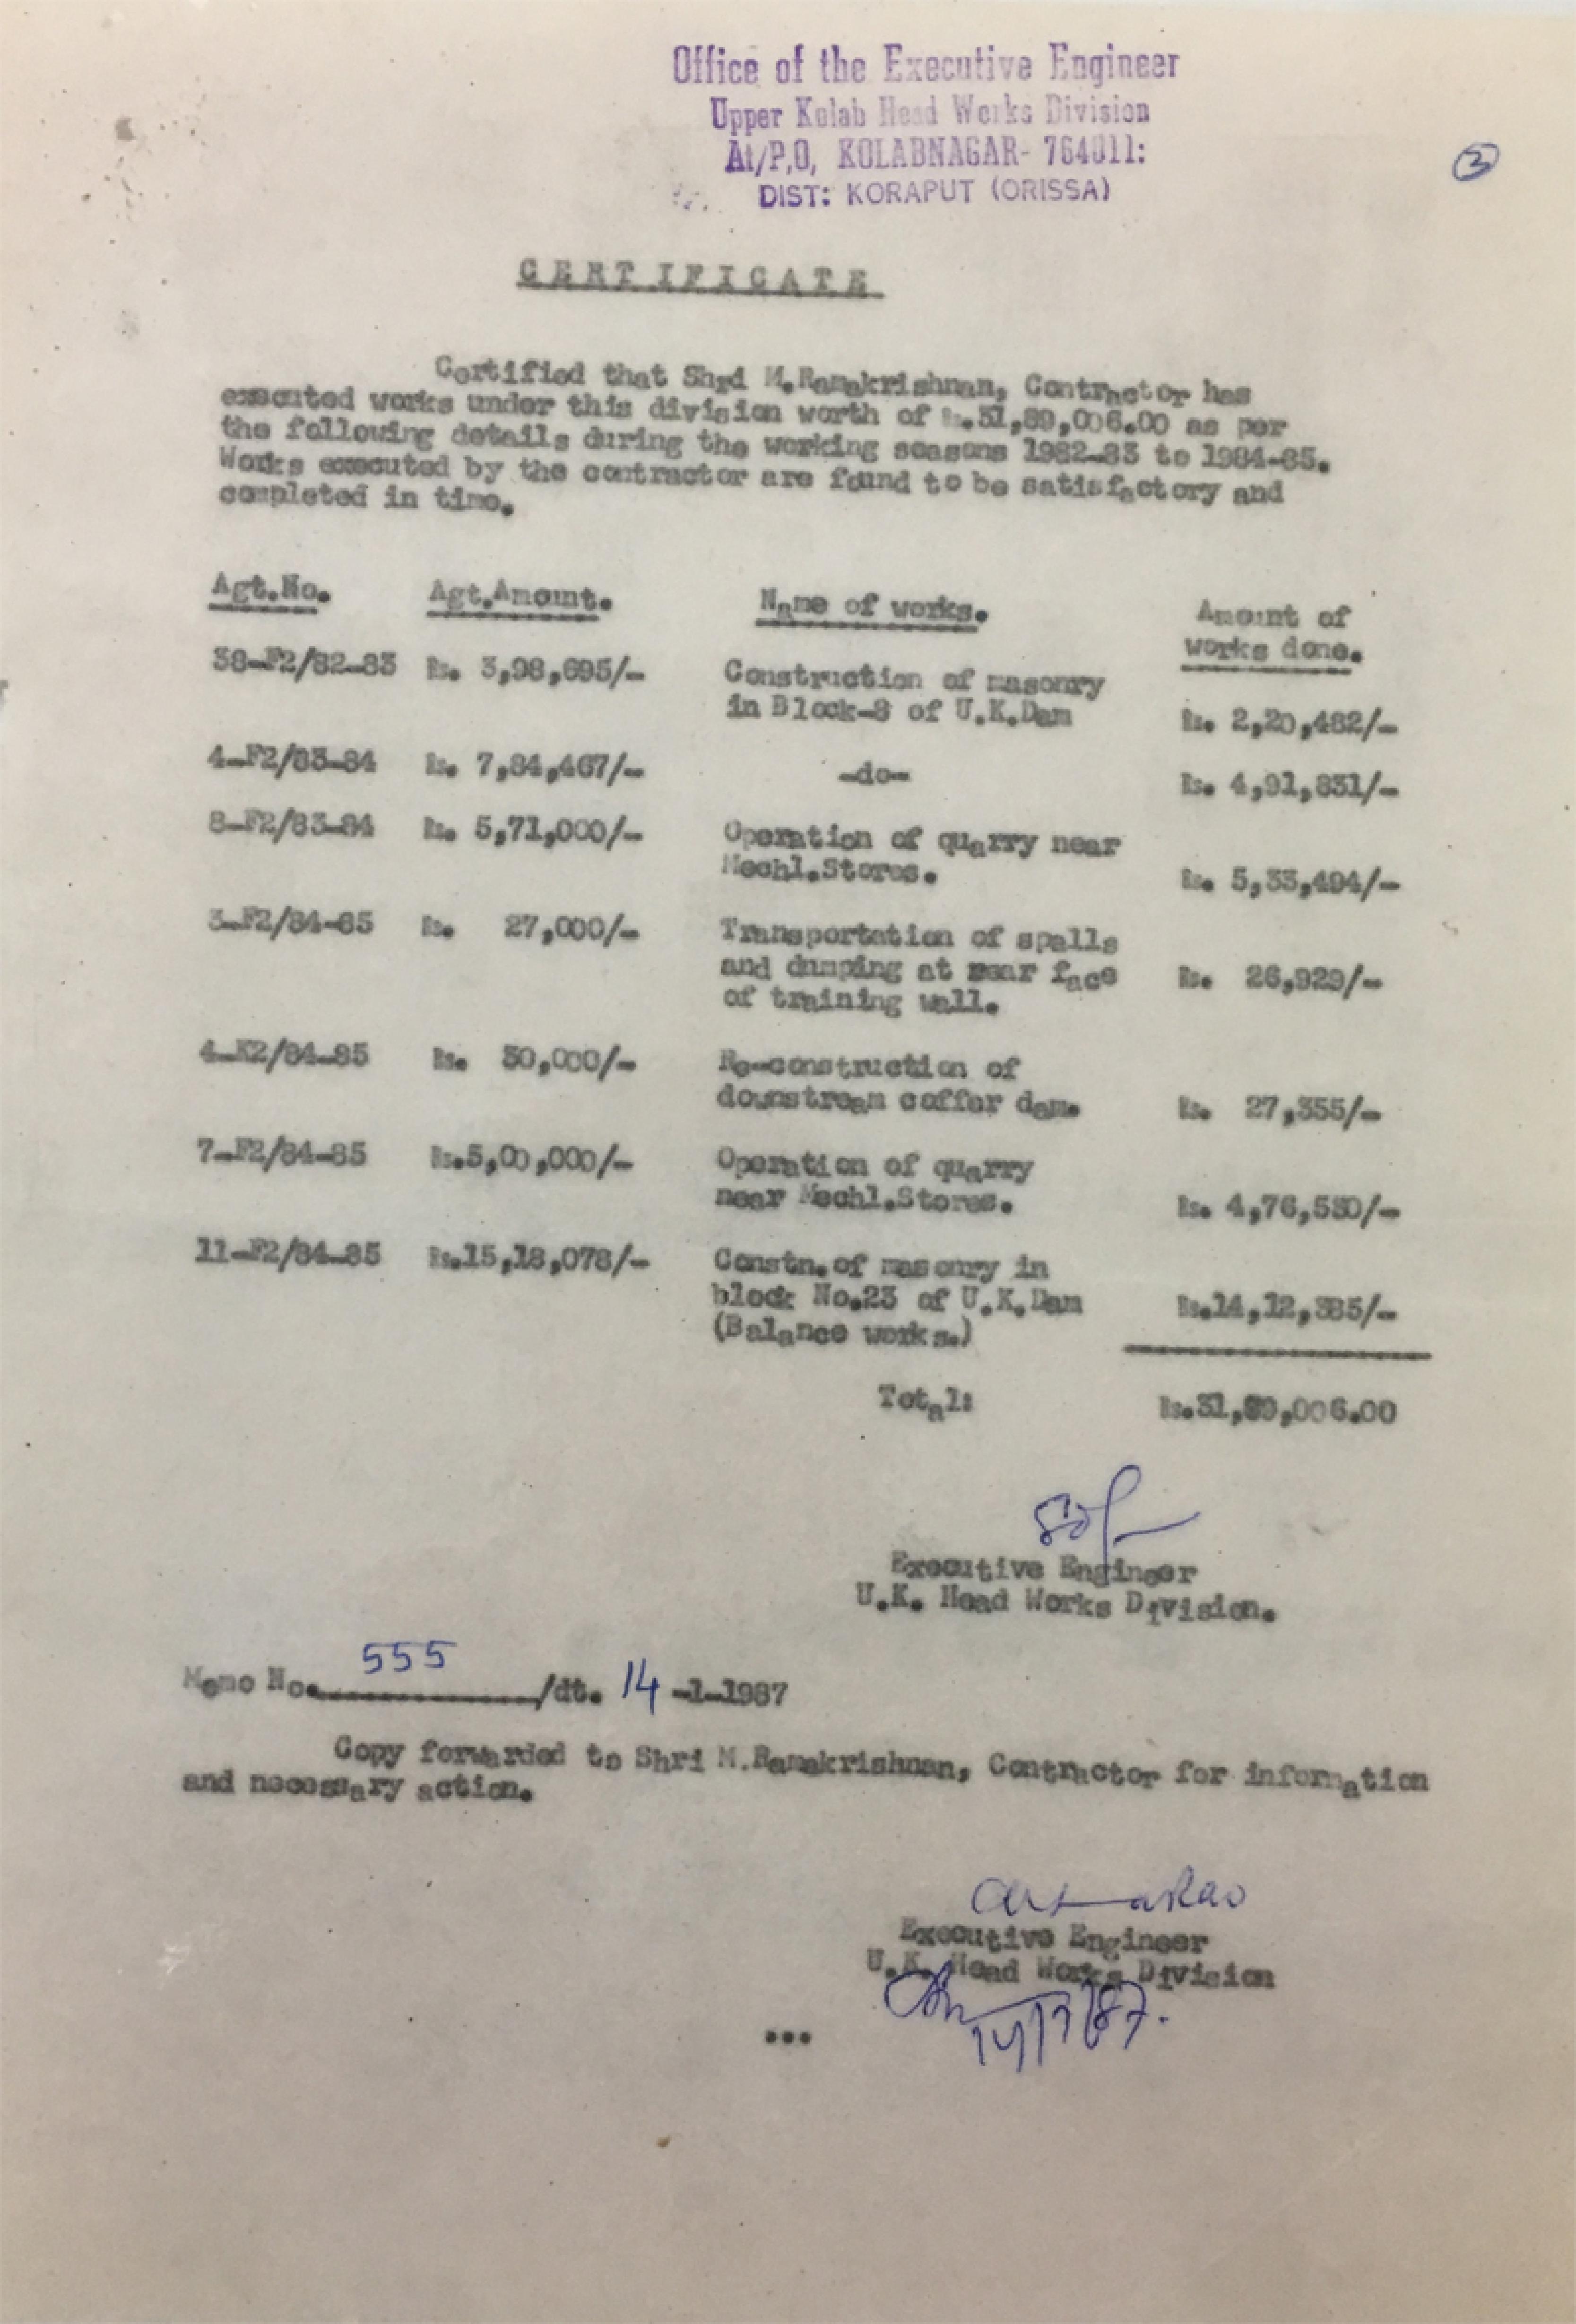 Office of the Executive Engineer
Upper Kolab Head Works Division
At/P,O, KOLABNAGAR- 764011:
DIST: KORAPUT (ORISSA)
3
CERTIFICATE
Certified that Shri M.Ramakrishnan, Contractor has
executed works under this division worth of Rs.31,89,006.00 as per
the following details during the working seasons 1982-83 to 1984-85.
Works executed by the contractor are found to be satisfactory and
completed in time.
Agt.No. Agt.Amount. Name of works. Amount of
works done.
38-F2/82-83 Rs. 3,98,695/- Construction of masonry
in Block-8 of U.K.Dam Rs. 2,20,482/-
4-F2/83-84 Rs. 7,84,467/- -do- Rs. 4,91,831/-
8-F2/83-84 Rs. 5,71,000/- Operation of quarry near
Mechl.Stores. Rs. 5,33,494/-
3-F2/84-85 Rs. 27,000/- Transportation of spalls
and dumping at rear face Rs. 26,929/-
of training wall.
4-K2/84-85 Rs. 30,000/- Re-construction of
downstream coffer dam. Rs. 27,355/-
7-F2/84-85 Rs.5,00,000/- Operation of quarry
near Mechl.Stores. Rs. 4,76,530/-
11-F2/84-85 Rs.15,18,078/- Constn.of masonry in
block No.23 of U.K.Dam Rs.14,12,385/-
(Balance works.)
Total: Rs.31,89,006.00
Sd/-
Executive Engineer
U.K. Head Works Division.
Memo No. 555 /dt. 14 -1-1987
Copy forwarded to Shri M.Ramakrishnan, Contractor for information
and necessary action.
Executive Engineer
U.K. Head Works Division
14/1/87.
...